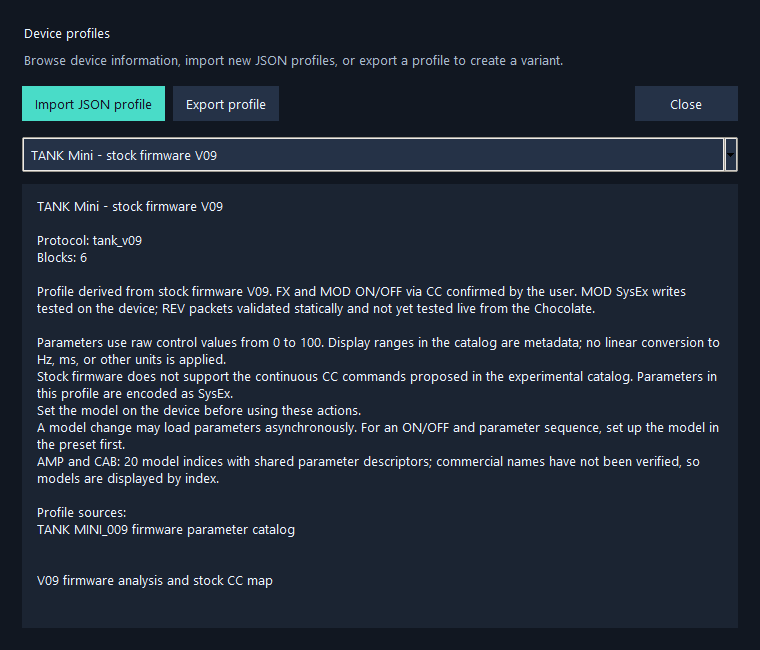 Device profiles
Browse device information, import new JSON profiles, or export a profile to create a variant.
Import JSON profile
Export profile
Close
TANK Mini - stock firmware V09
TANK Mini - stock firmware V09
Protocol: tank_v09
Blocks: 6
Profile derived from stock firmware V09. FX and MOD ON/OFF via CC confirmed by the user. MOD SysEx writes
tested on the device; REV packets validated statically and not yet tested live from the Chocolate.
Parameters use raw control values from 0 to 100. Display ranges in the catalog are metadata; no linear conversion to
Hz, ms, or other units is applied.
Stock firmware does not support the continuous CC commands proposed in the experimental catalog. Parameters in
this profile are encoded as SysEx.
Set the model on the device before using these actions.
A model change may load parameters asynchronously. For an ON/OFF and parameter sequence, set up the model in
the preset first.
AMP and CAB: 20 model indices with shared parameter descriptors; commercial names have not been verified, so
models are displayed by index.
Profile sources:
TANK MINI_009 firmware parameter catalog
V09 firmware analysis and stock CC map